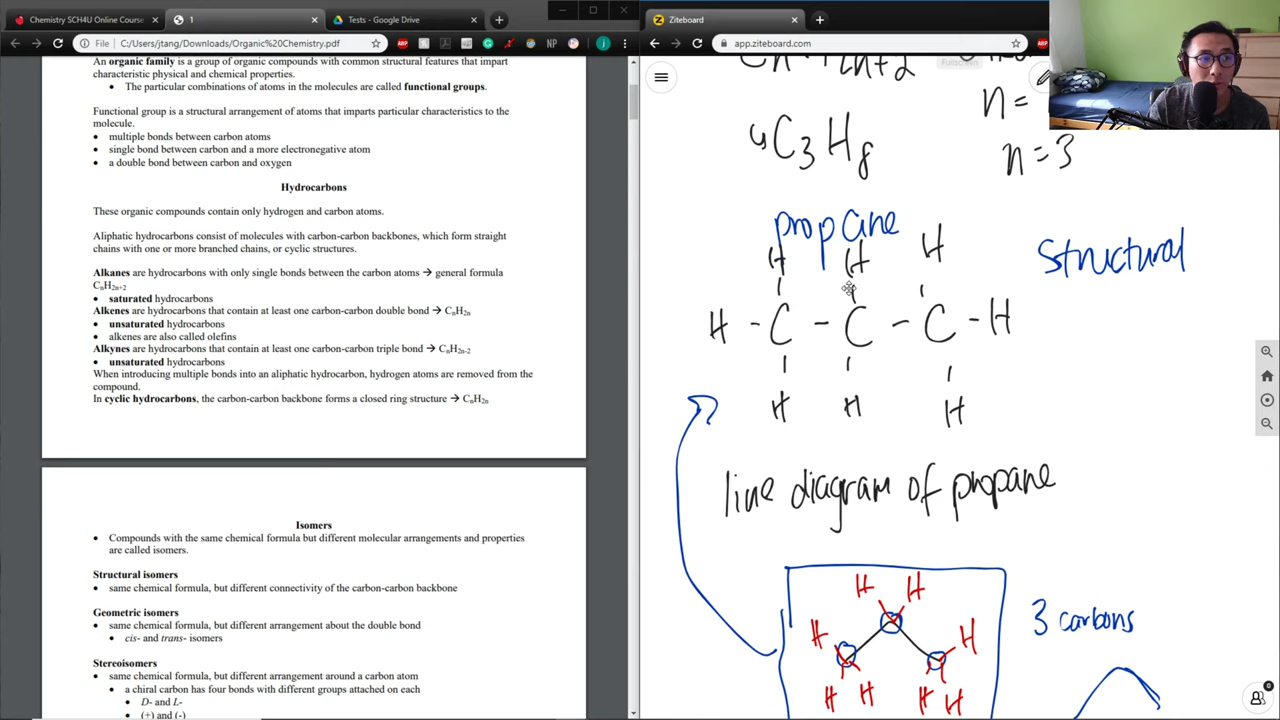 Chemistry SCH4U Online Course
1
Tests - Google Drive
File
C:/Users/jtang/Downloads/Organic%20Chemistry.pdf
ABP
NP
j
An organic family is a group of organic compounds with common structural features that impart
characteristic physical and chemical properties.
• The particular combinations of atoms in the molecules are called functional groups.
Functional group is a structural arrangement of atoms that imparts particular characteristics to the
molecule.
• multiple bonds between carbon atoms
• single bond between carbon and a more electronegative atom
• a double bond between carbon and oxygen
Hydrocarbons
These organic compounds contain only hydrogen and carbon atoms.
Aliphatic hydrocarbons consist of molecules with carbon-carbon backbones, which form straight
chains with one or more branched chains, or cyclic structures.
Alkanes are hydrocarbons with only single bonds between the carbon atoms → general formula
CnH2n+2
• saturated hydrocarbons
Alkenes are hydrocarbons that contain at least one carbon-carbon double bond → CnH2n
• unsaturated hydrocarbons
• alkenes are also called olefins
Alkynes are hydrocarbons that contain at least one carbon-carbon triple bond → CnH2n-2
• unsaturated hydrocarbons
When introducing multiple bonds into an aliphatic hydrocarbon, hydrogen atoms are removed from the
compound.
In cyclic hydrocarbons, the carbon-carbon backbone forms a closed ring structure → CnH2n
Isomers
• Compounds with the same chemical formula but different molecular arrangements and properties
are called isomers.
Structural isomers
• same chemical formula, but different connectivity of the carbon-carbon backbone
Geometric isomers
• same chemical formula, but different arrangement about the double bond
• cis- and trans- isomers
Stereoisomers
• same chemical formula, but different arrangement around a carbon atom
• a chiral carbon has four bonds with different groups attached on each
• D- and L-
• (+) and (-)
Ziteboard
app.ziteboard.com
Fullscreen
n=
C3H8
n=3
propane
Structural
H H H
H - C - C - C - H
H H H
line diagram of propane
H H
H H
H H H H
3 carbons
0